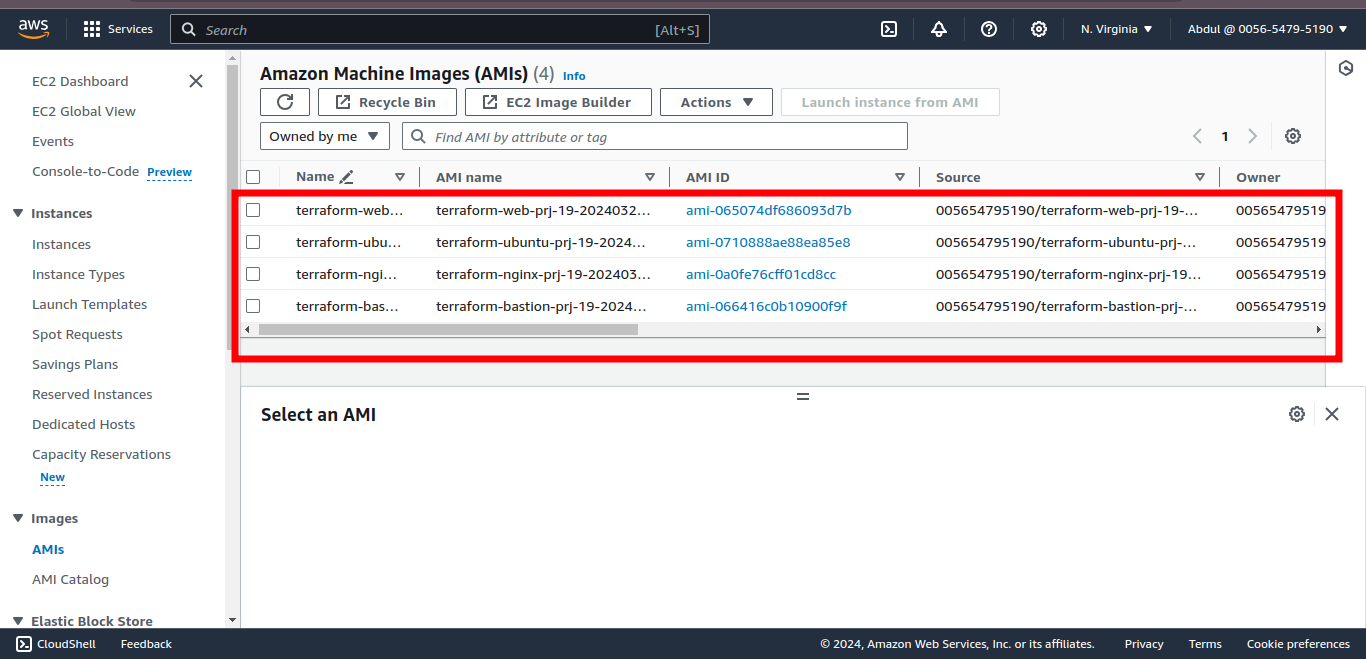 aws Services Search [Alt+S] N. Virginia Abdul @ 0056-5479-5190
EC2 Dashboard
EC2 Global View
Events
Console-to-Code Preview
Instances
Instances
Instance Types
Launch Templates
Spot Requests
Savings Plans
Reserved Instances
Dedicated Hosts
Capacity Reservations
New
Images
AMIs
AMI Catalog
Elastic Block Store
Amazon Machine Images (AMIs) (4) Info
Recycle Bin EC2 Image Builder Actions Launch instance from AMI
Owned by me Find AMI by attribute or tag 1
Name AMI name AMI ID Source Owner
terraform-web... terraform-web-prj-19-2024032... ami-065074df686093d7b 005654795190/terraform-web-prj-19-... 00565479519
terraform-ubu... terraform-ubuntu-prj-19-2024... ami-0710888ae88ea85e8 005654795190/terraform-ubuntu-prj-... 00565479519
terraform-ngi... terraform-nginx-prj-19-202403... ami-0a0fe76cff01cd8cc 005654795190/terraform-nginx-prj-19... 00565479519
terraform-bas... terraform-bastion-prj-19-2024... ami-066416c0b10900f9f 005654795190/terraform-bastion-prj-... 00565479519
Select an AMI
CloudShell Feedback © 2024, Amazon Web Services, Inc. or its affiliates. Privacy Terms Cookie preferences